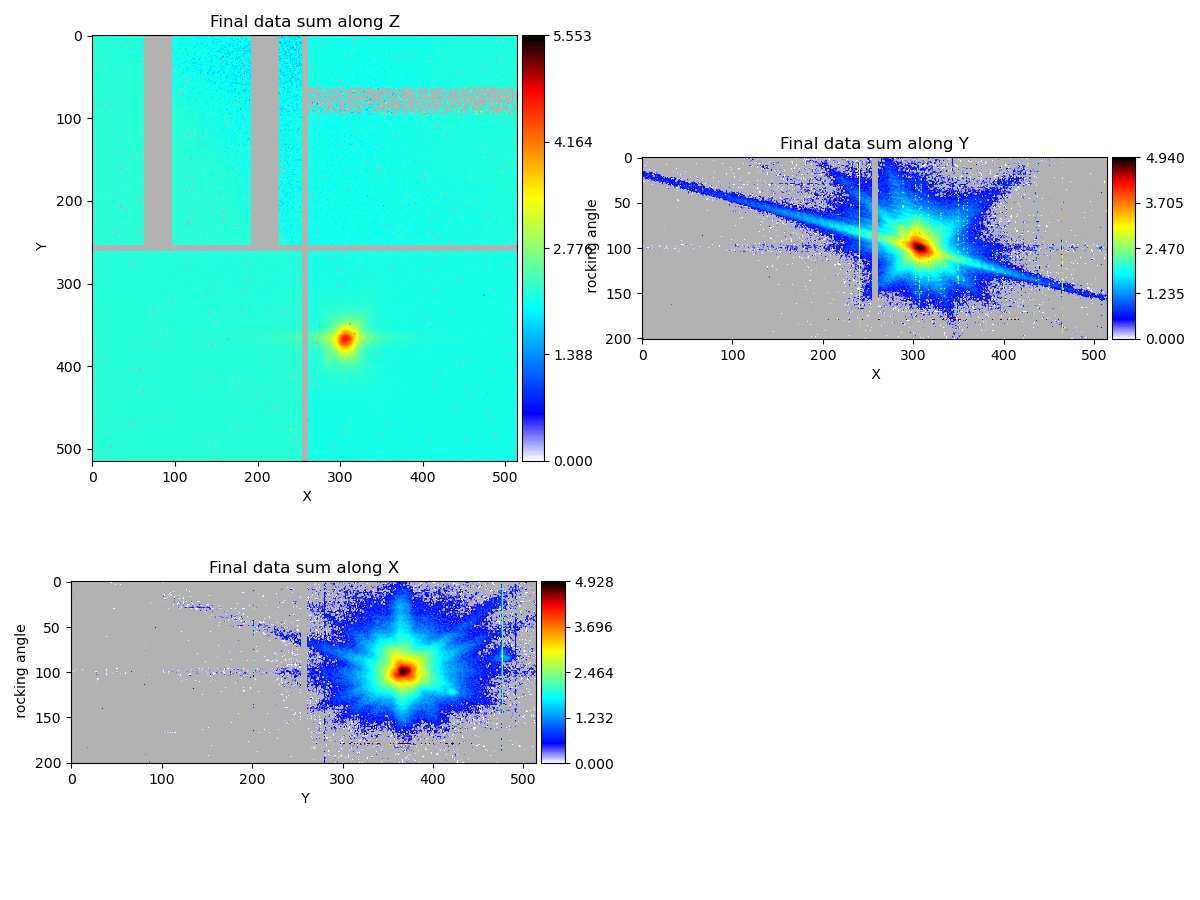 Final data sum along Z
0
100
200
300
400
500
Y
0 100 200 300 400 500
X
5.553
4.164
2.776
1.388
0.000
Final data sum along Y
0
50
100
150
200
rocking angle
0 100 200 300 400 500
X
4.940
3.705
2.470
1.235
0.000
Final data sum along X
0
50
100
150
200
rocking angle
0 100 200 300 400 500
Y
4.928
3.696
2.464
1.232
0.000